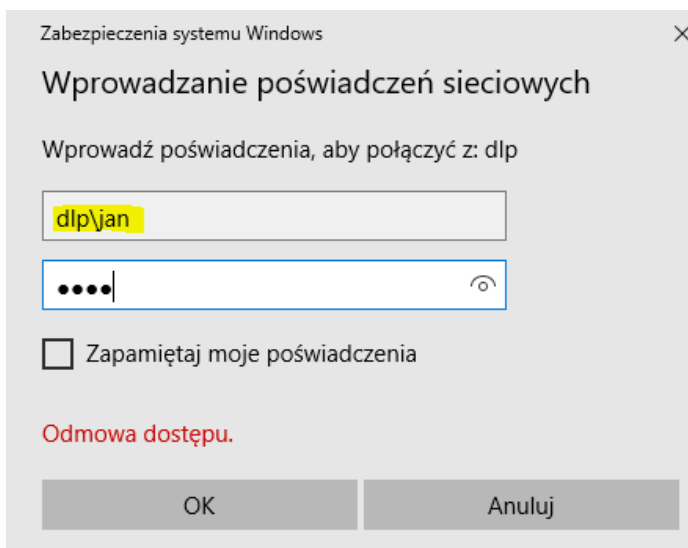 Zabezpieczenia systemu Windows
Wprowadzanie poświadczeń sieciowych
Wprowadź poświadczenia, aby połączyć z: dlp
dlp\jan
••••
Zapamiętaj moje poświadczenia
Odmowa dostępu.
OK
Anuluj